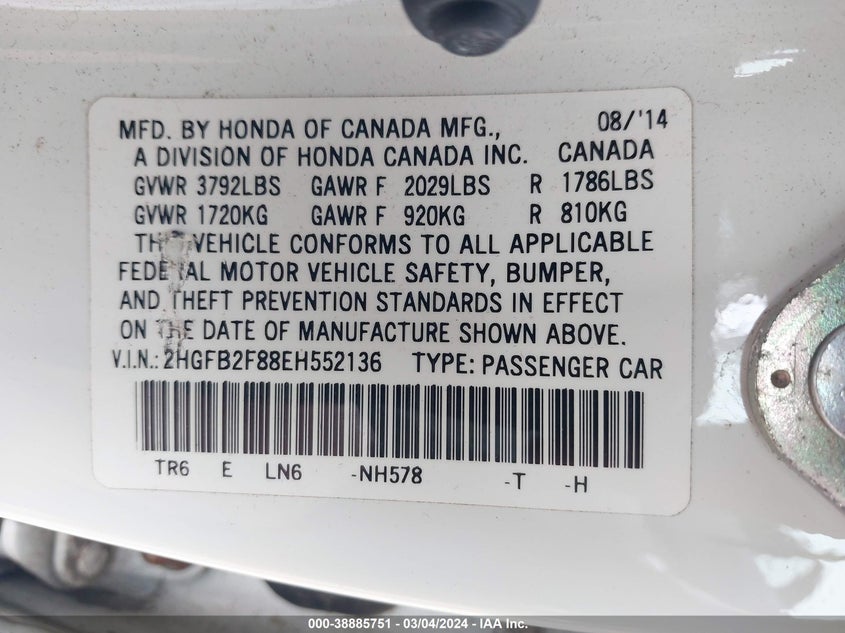 MFD. BY HONDA OF CANADA MFG., 08/'14
A DIVISION OF HONDA CANADA INC. CANADA
GVWR 3792LBS GAWR F 2029LBS R 1786LBS
GVWR 1720KG GAWR F 920KG R 810KG
THIS VEHICLE CONFORMS TO ALL APPLICABLE
FEDERAL MOTOR VEHICLE SAFETY, BUMPER,
AND THEFT PREVENTION STANDARDS IN EFFECT
ON THE DATE OF MANUFACTURE SHOWN ABOVE.
V.I.N.: 2HGFB2F88EH552136 TYPE: PASSENGER CAR
TR6 E LN6 -NH578 -T -H
000-38885751 — 03/04/2024 — IAA Inc.